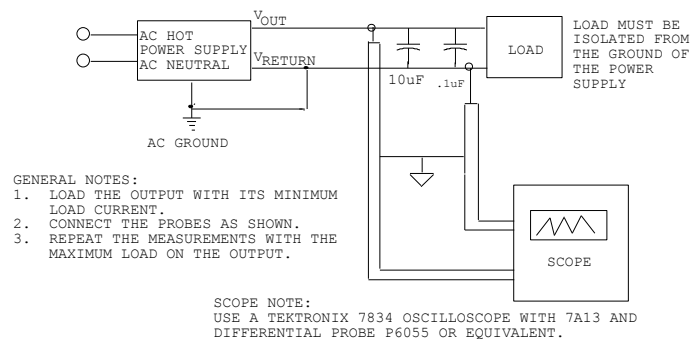 V_OUT
AC HOT
POWER SUPPLY
AC NEUTRAL
V_RETURN
10uF
.1uF
LOAD
LOAD MUST BE
ISOLATED FROM
THE GROUND OF
THE POWER
SUPPLY
AC GROUND
GENERAL NOTES:
1. LOAD THE OUTPUT WITH ITS MINIMUM
LOAD CURRENT.
2. CONNECT THE PROBES AS SHOWN.
3. REPEAT THE MEASUREMENTS WITH THE
MAXIMUM LOAD ON THE OUTPUT.
SCOPE
SCOPE NOTE:
USE A TEKTRONIX 7834 OSCILLOSCOPE WITH 7A13 AND
DIFFERENTIAL PROBE P6055 OR EQUIVALENT.